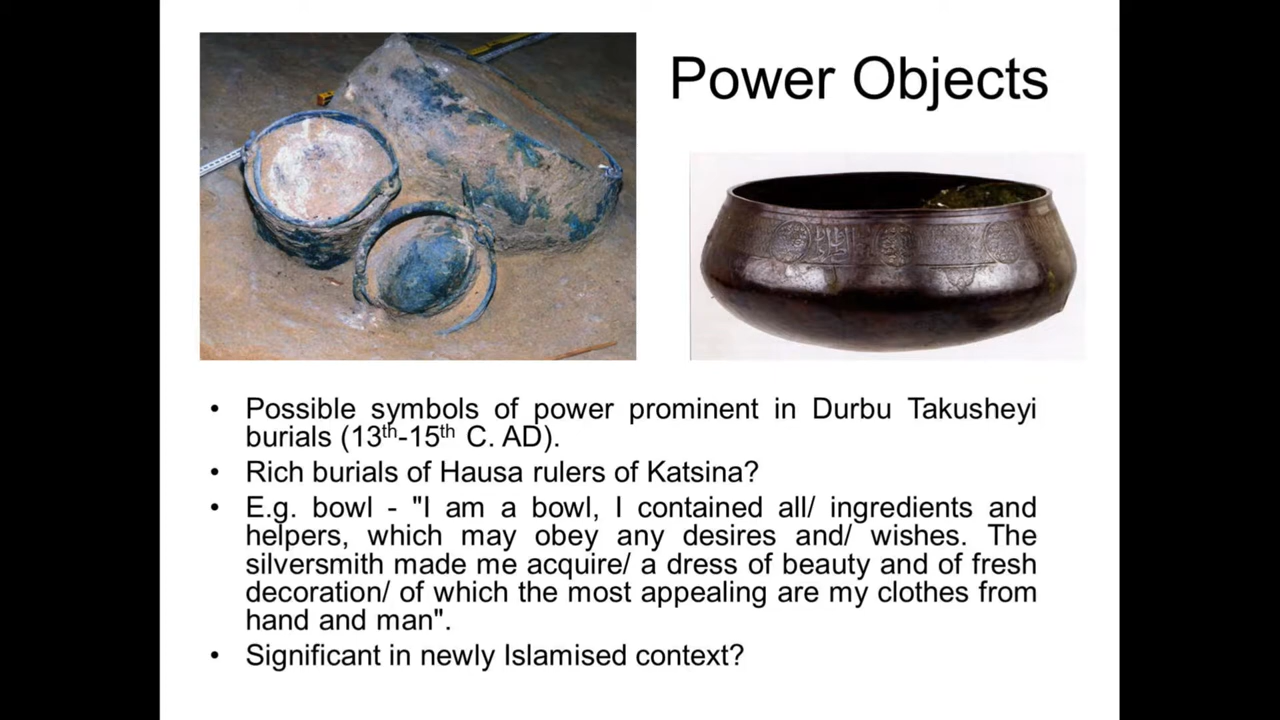 Power Objects
• Possible symbols of power prominent in Durbu Takusheyi
burials (13th-15th C. AD).
• Rich burials of Hausa rulers of Katsina?
• E.g. bowl - "I am a bowl, I contained all/ ingredients and
helpers, which may obey any desires and/ wishes. The
silversmith made me acquire/ a dress of beauty and of fresh
decoration/ of which the most appealing are my clothes from
hand and man".
• Significant in newly Islamised context?